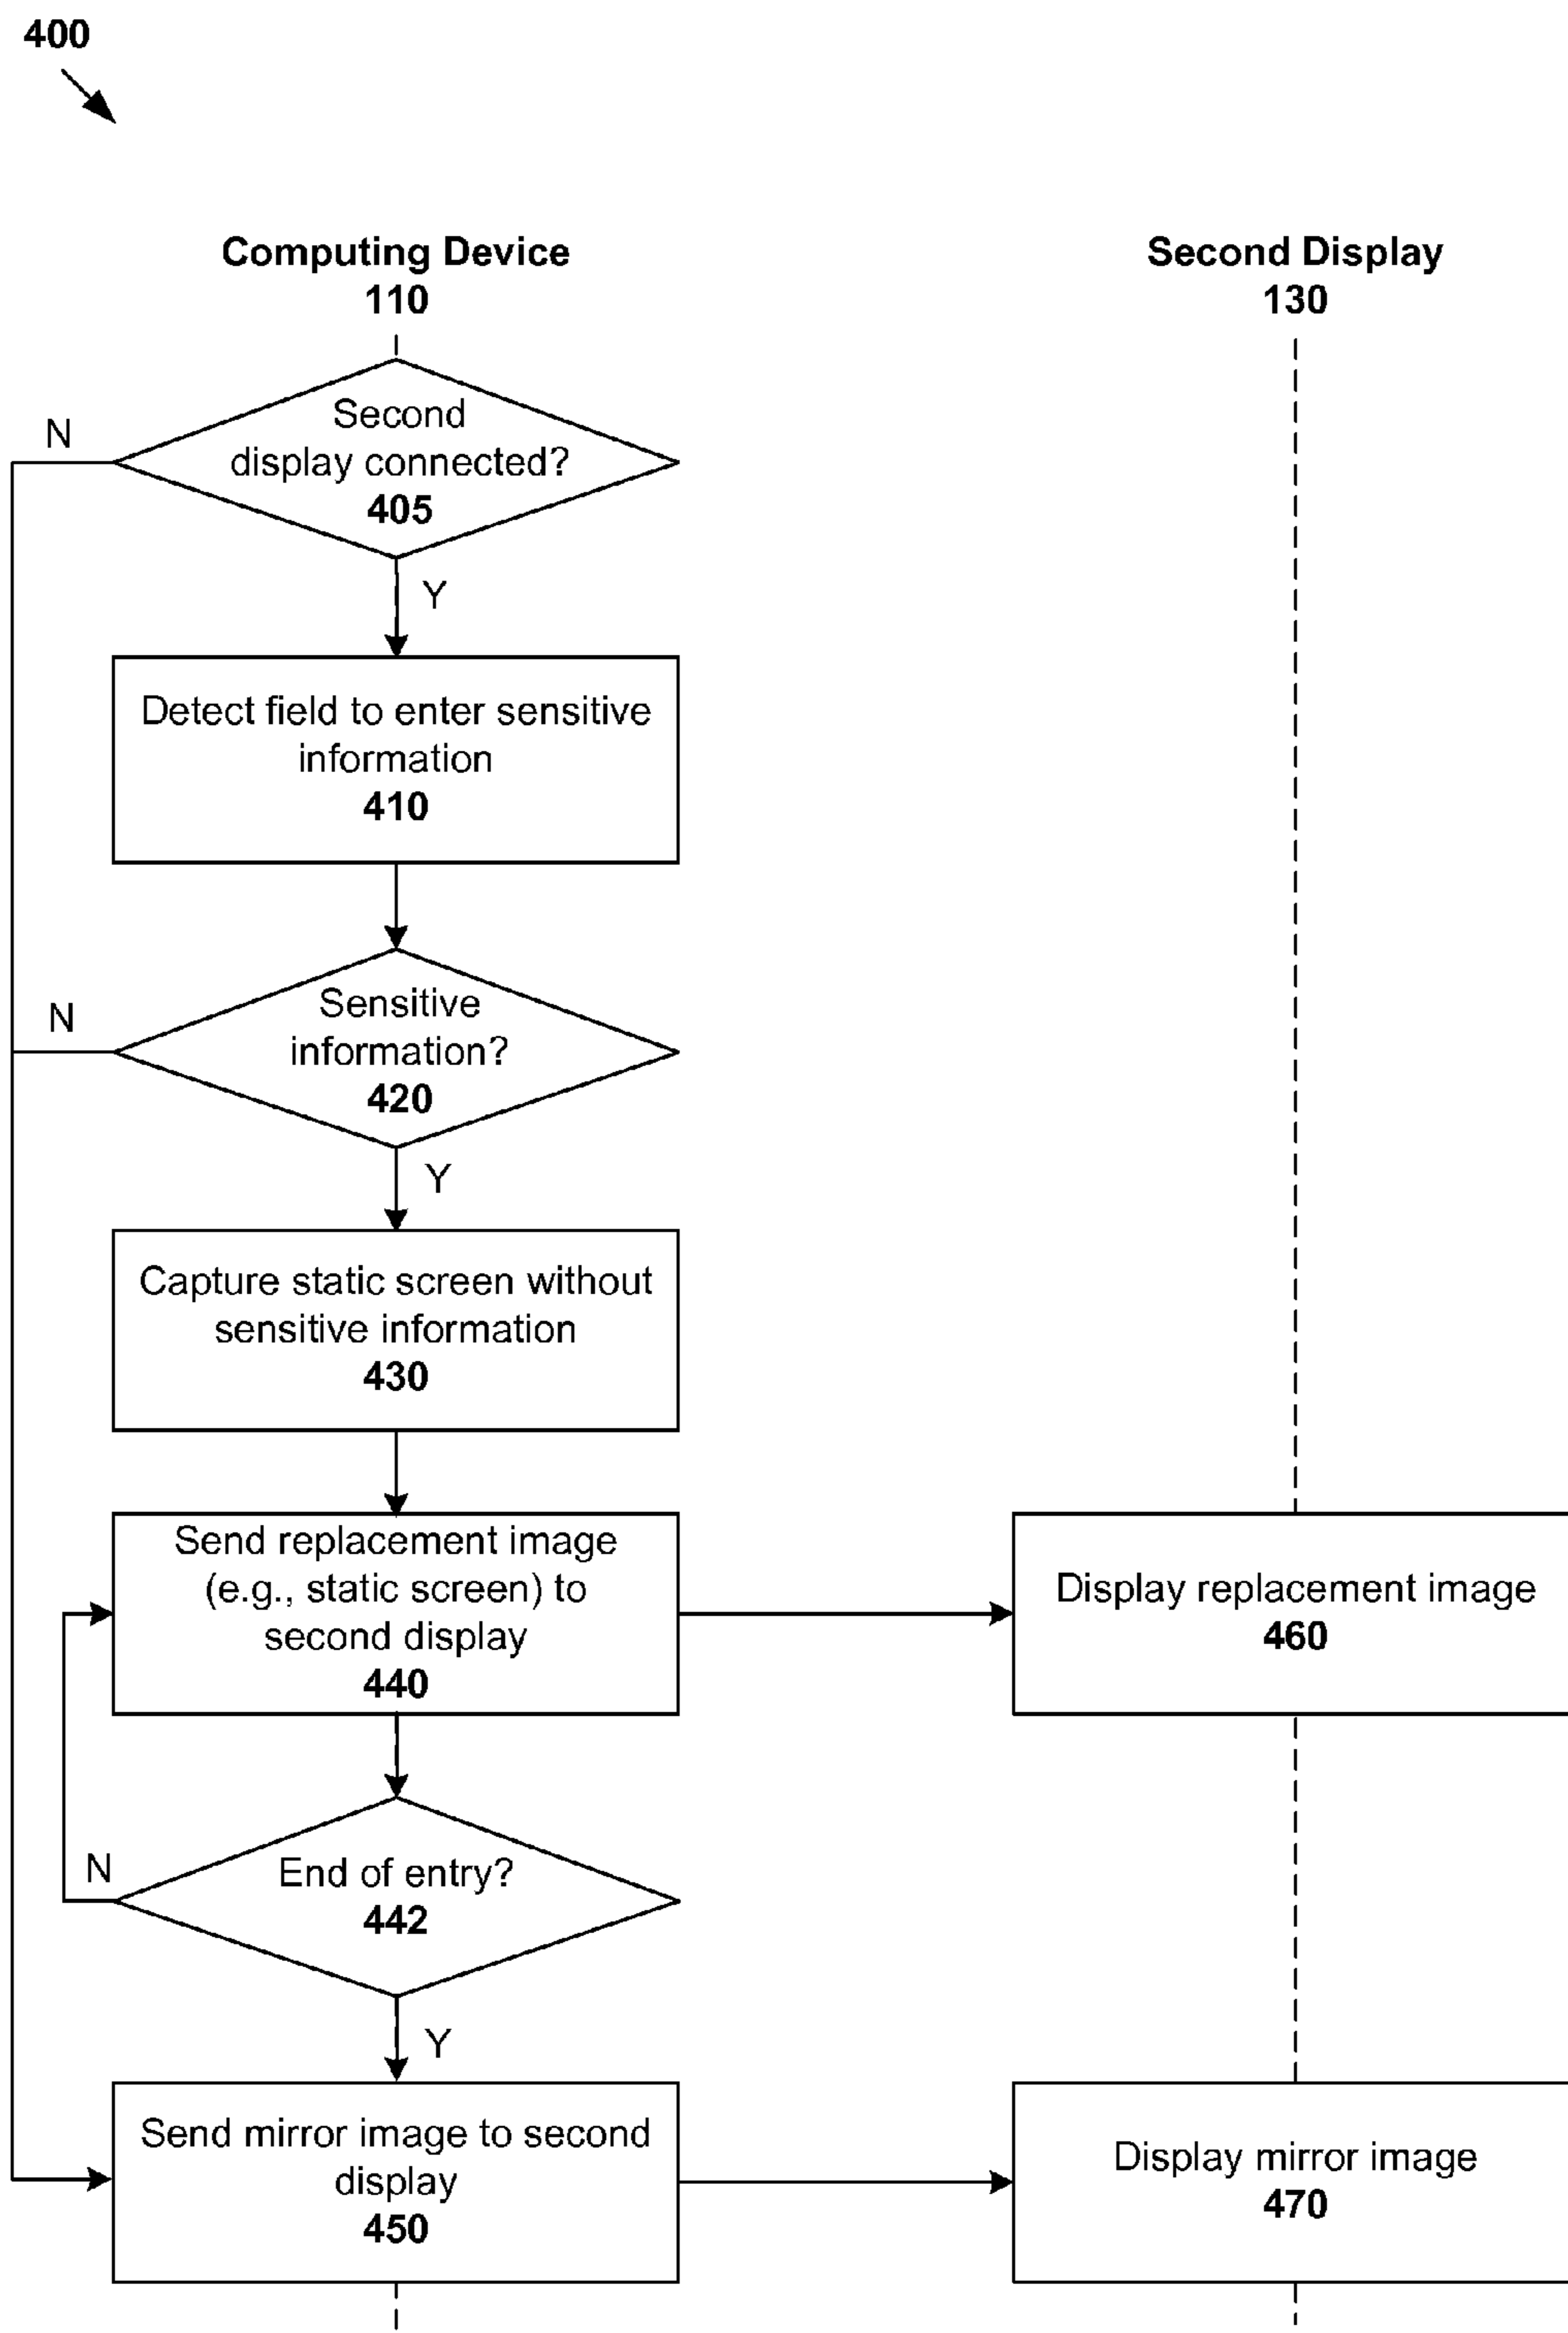 400
Computing Device
110
Second Display
130
N
Second
display connected?
405
Y
Detect field to enter sensitive
information
410
N
Sensitive
information?
420
Y
Capture static screen without
sensitive information
430
Send replacement image
(e.g., static screen) to
second display
440
Display replacement image
460
N
End of entry?
442
Y
Send mirror image to second
display
450
Display mirror image
470